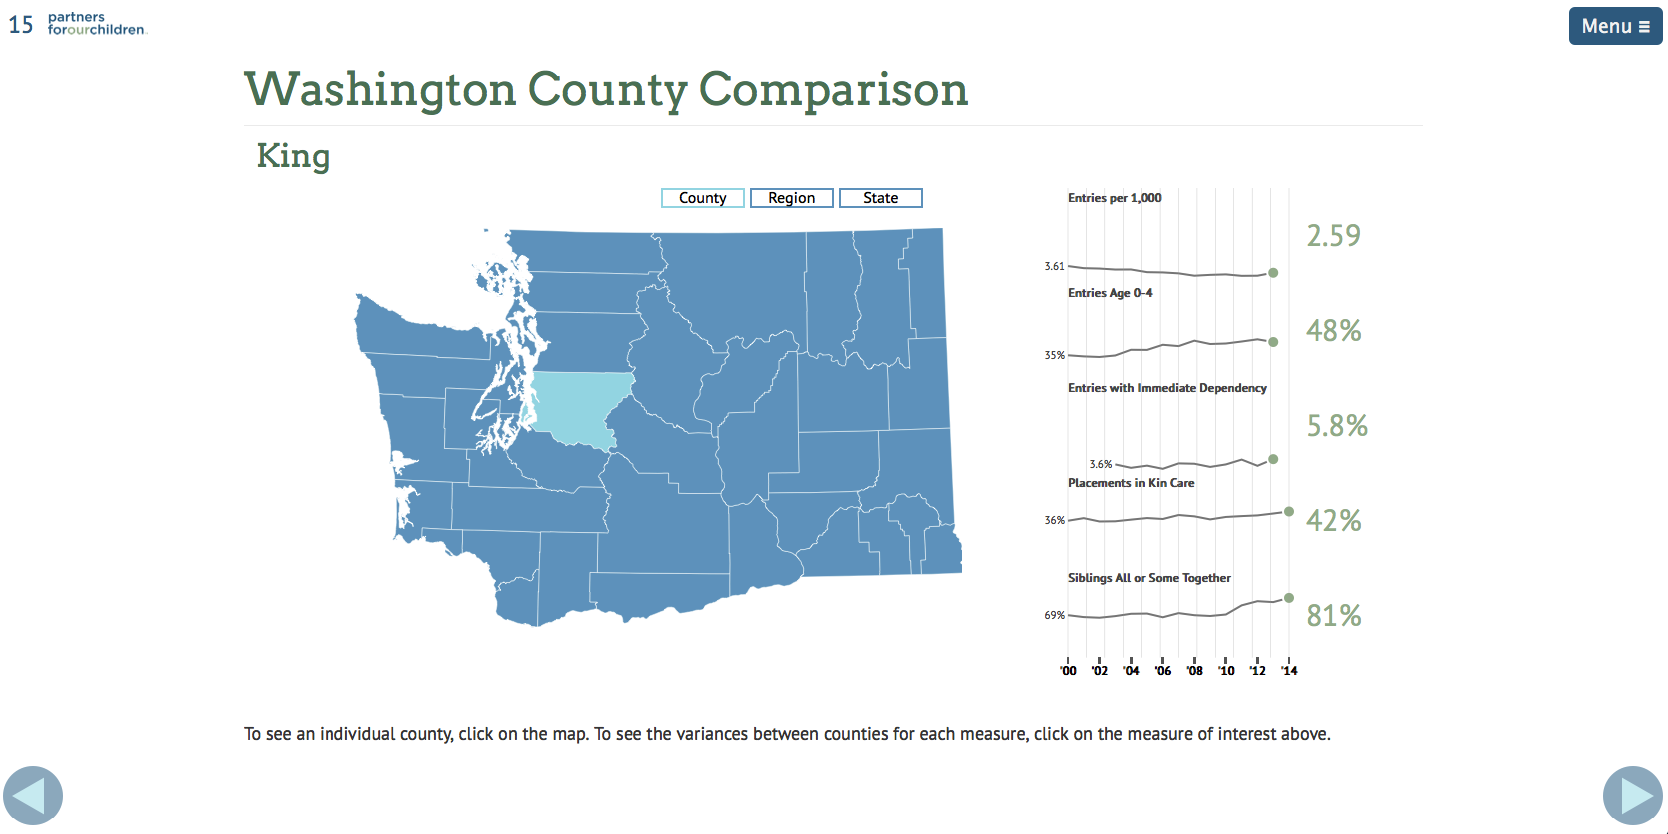 15
partners
forourchildren
Menu
Washington County Comparison
King
County Region State
Entries per 1,000
2.59
3.61
Entries Age 0-4
48%
35%
Entries with Immediate Dependency
5.8%
3.6%
Placements in Kin Care
36%
42%
Siblings All or Some Together
69%
81%
'00 '02 '04 '06 '08 '10 '12 '14
To see an individual county, click on the map. To see the variances between counties for each measure, click on the measure of interest above.